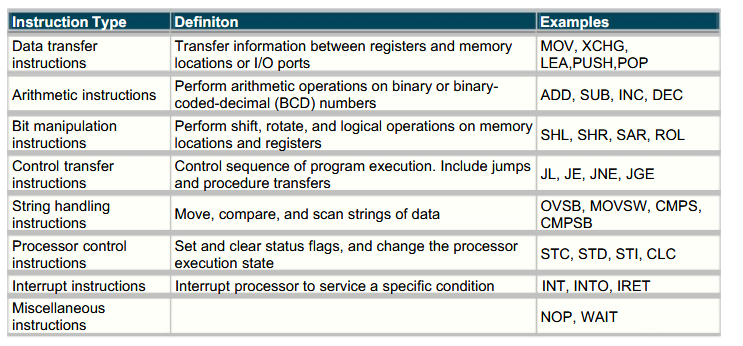 Instruction Type Definiton Examples
Data transfer Transfer information between registers and memory MOV, XCHG,
instructions locations or I/O ports LEA,PUSH,POP
Arithmetic instructions Perform arithmetic operations on binary or binary-
coded-decimal (BCD) numbers ADD, SUB, INC, DEC
Bit manipulation Perform shift, rotate, and logical operations on memory
instructions locations and registers SHL, SHR, SAR, ROL
Control transfer Control sequence of program execution. Include jumps
instructions and procedure transfers JL, JE, JNE, JGE
String handling OVSB, MOVSW, CMPS,
instructions Move, compare, and scan strings of data CMPSB
Processor control Set and clear status flags, and change the processor
instructions execution state STC, STD, STI, CLC
Interrupt instructions Interrupt processor to service a specific condition INT, INTO, IRET
Miscellaneous
instructions NOP, WAIT